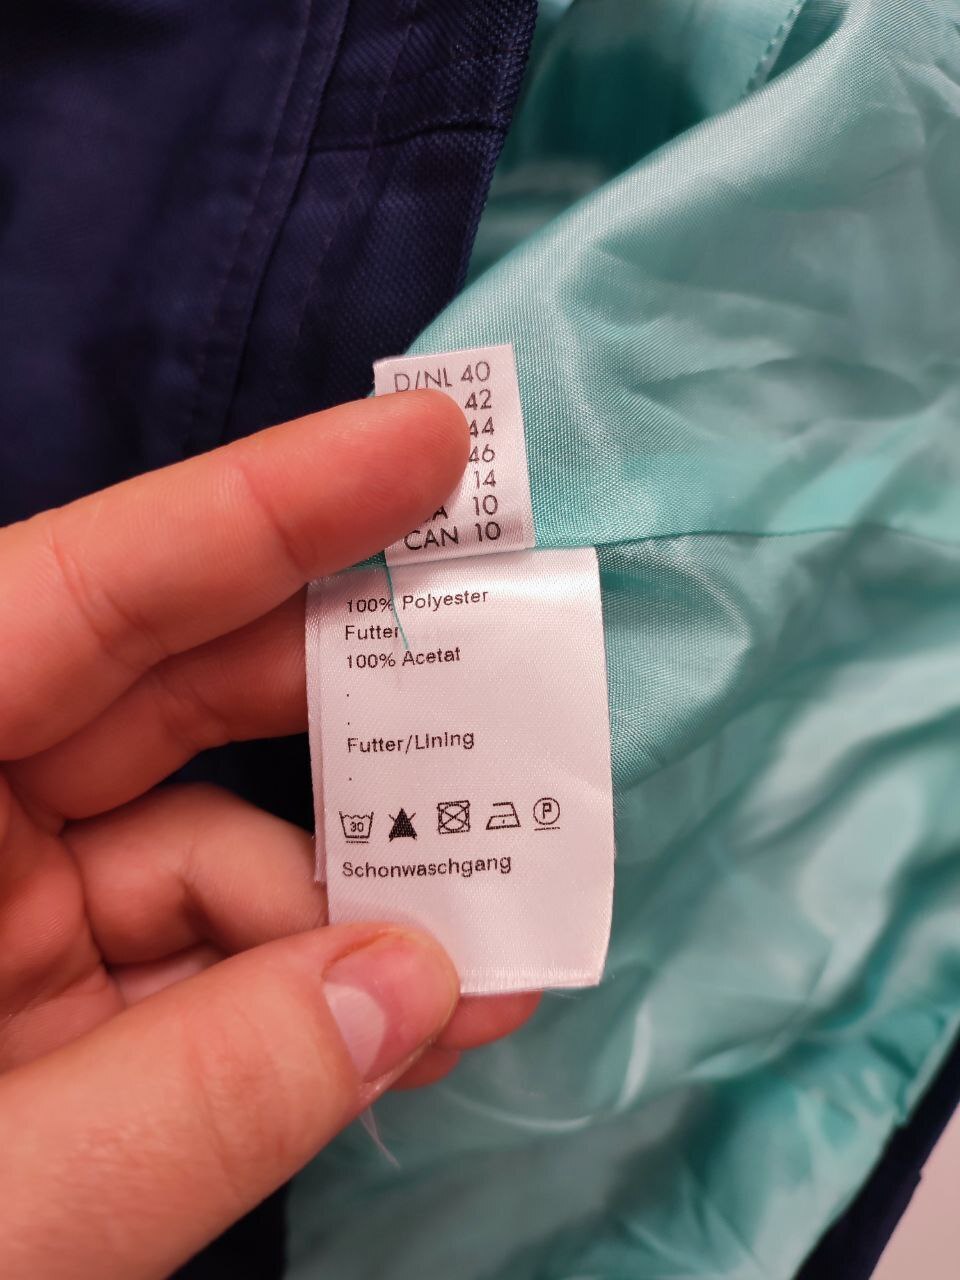 D/NL 40
42
44
46
14
10
CAN 10
100% Polyester
Futter
100% Acetat
.
.
Futter/Lining
.
30 P
Schonwaschgang